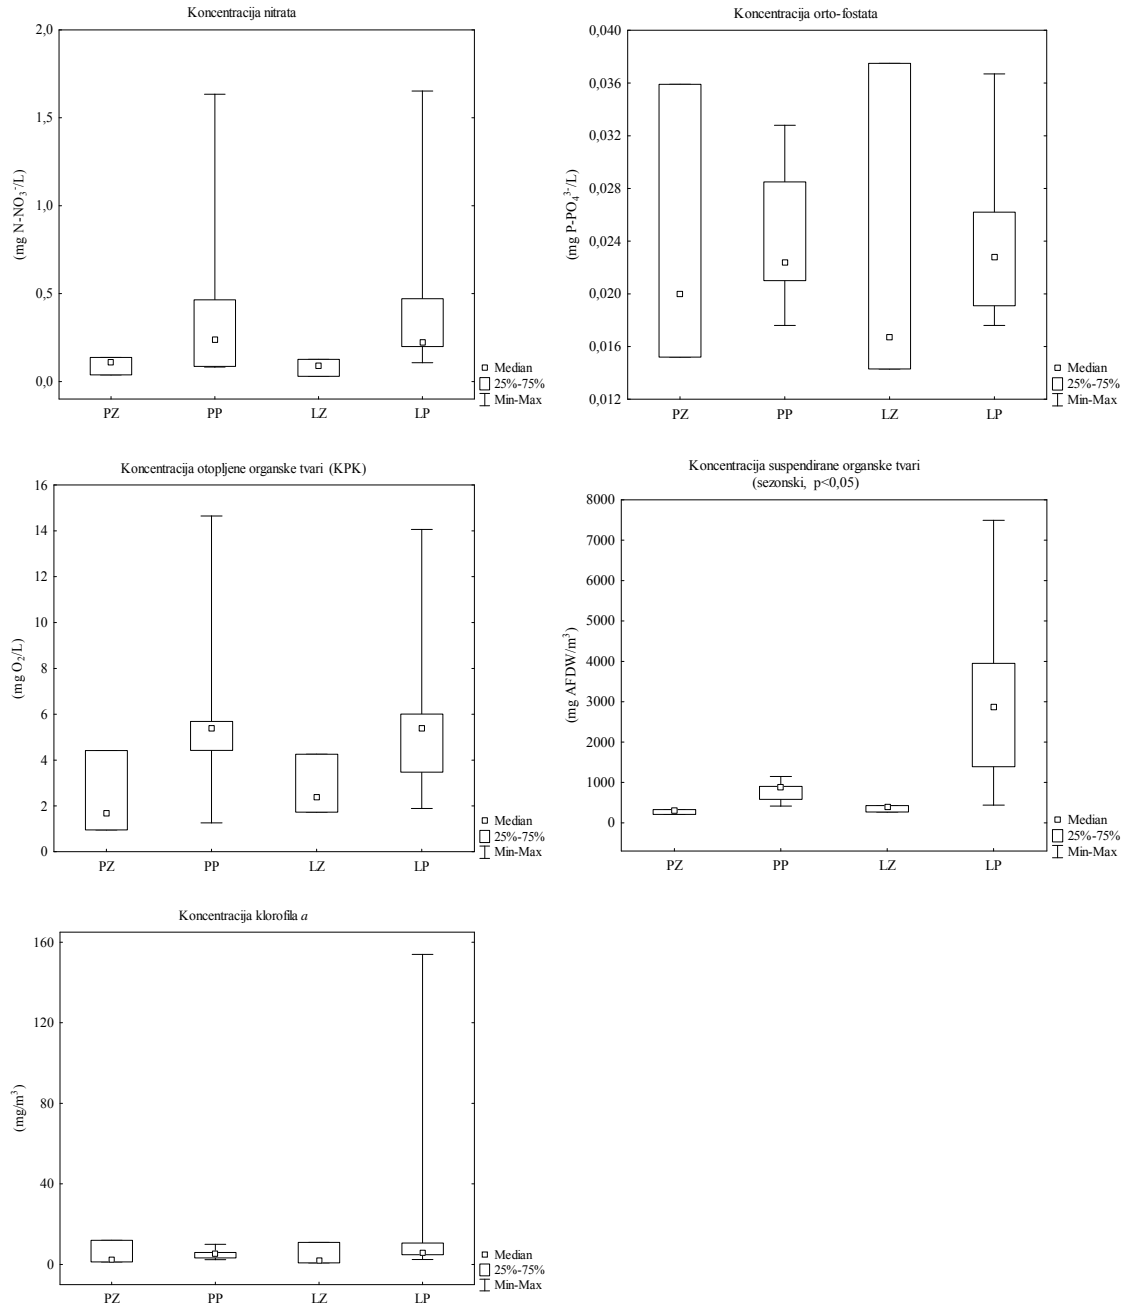 Koncentracija nitrata
2,0
1,5
1,0
0,5
0,0
(mg N-NO₃⁻/L)
PZ PP LZ LP
Median
25%-75%
Min-Max
Koncentracija orto-fostata
0,040
0,036
0,032
0,028
0,024
0,020
0,016
0,012
(mg P-PO₄³⁻/L)
PZ PP LZ LP
Median
25%-75%
Min-Max
Koncentracija otopljene organske tvari (KPK)
16
14
12
10
8
6
4
2
0
(mg O₂/L)
PZ PP LZ LP
Median
25%-75%
Min-Max
Koncentracija suspendirane organske tvari
(sezonski, p<0,05)
8000
7000
6000
5000
4000
3000
2000
1000
0
(mg AFDW/m³)
PZ PP LZ LP
Median
25%-75%
Min-Max
Koncentracija klorofila a
160
120
80
40
0
(mg/m³)
PZ PP LZ LP
Median
25%-75%
Min-Max